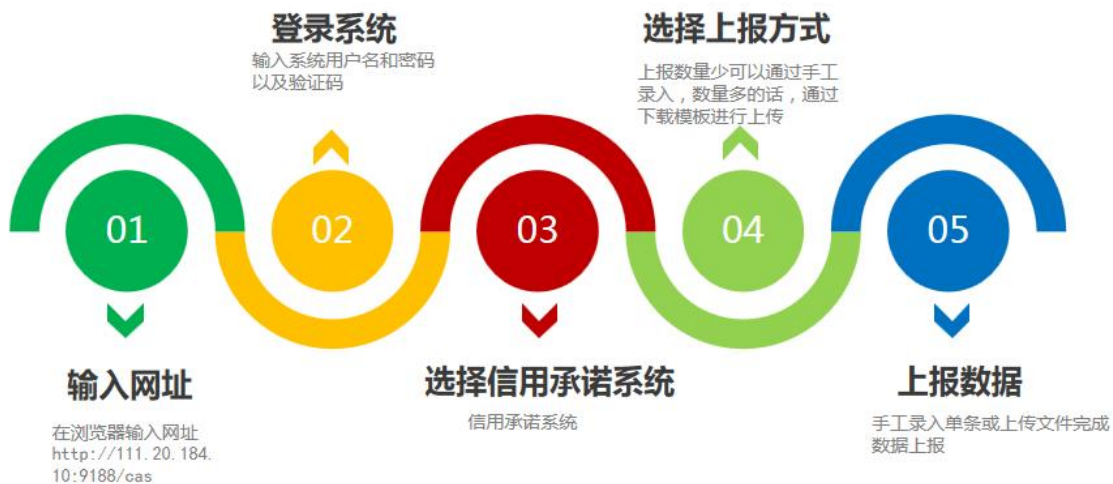 登录系统
输入系统用户名和密码
以及验证码
选择上报方式
上报数量少可以通过手工
录入，数量多的话，通过
下载模板进行上传
01
02
03
04
05
输入网址
在浏览器输入网址
http://111.20.184.
10:9188/cas
选择信用承诺系统
信用承诺系统
上报数据
手工录入单条或上传文件完成
数据上报